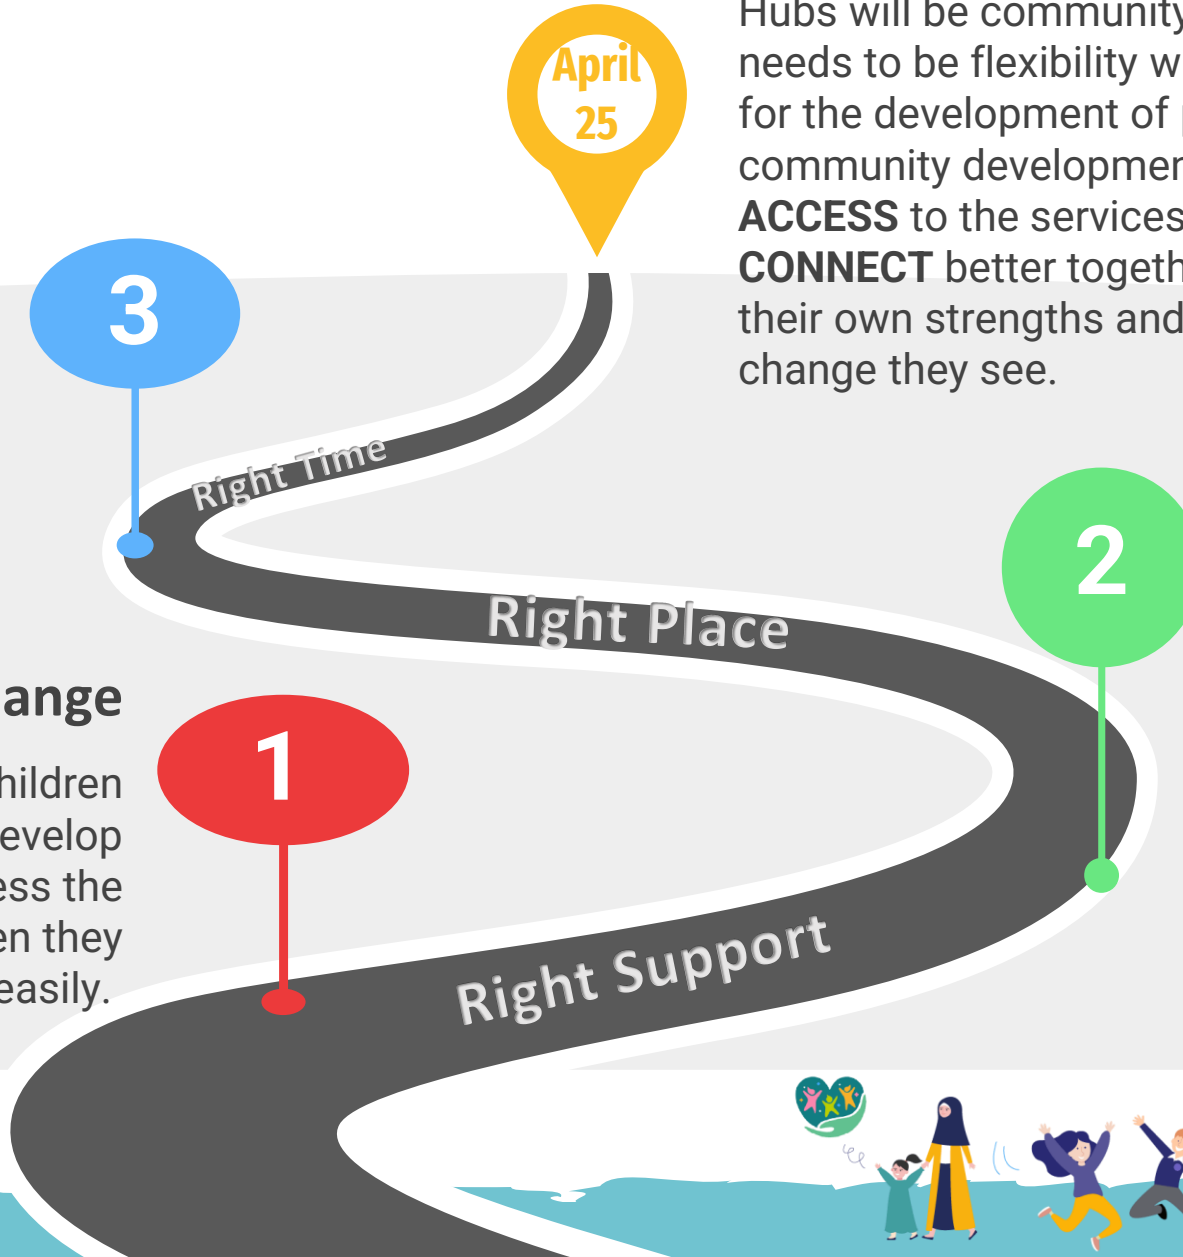 Hubs will be community
needs to be flexibility w
for the development of
community developmen
ACCESS to the services
CONNECT better togeth
their own strengths and
change they see.
April
25
3
Right Time
2
Right Place
ange
1
hildren
evelop
ess the
en they
easily.
Right Support